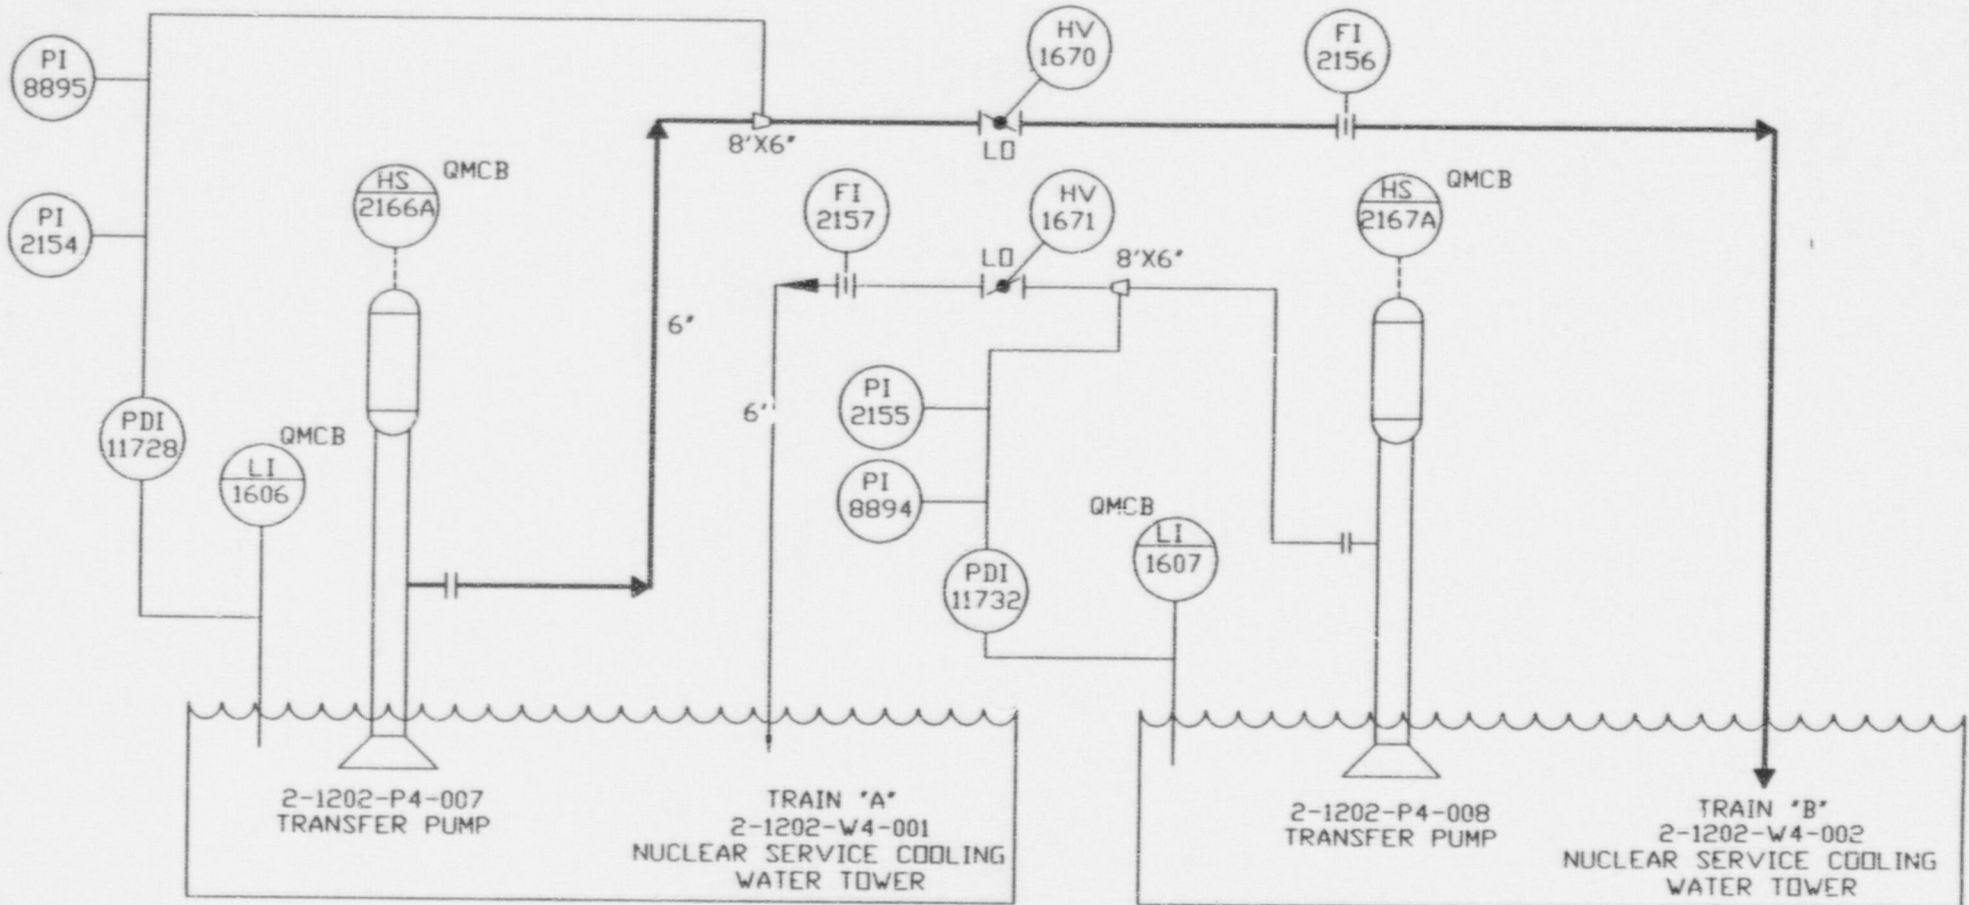 PI
8895
HV
1670
FI
2156
8'X6"
LO
PI
2154
HS
2166A
QMCB
FI
2157
HV
1671
HS
2167A
QMCB
LO
8'X6"
6"
6"
PI
2155
PDI
11728
QMCB
LI
1606
PI
8894
QMCB
LI
1607
PDI
11732
2-1202-P4-007
TRANSFER PUMP
TRAIN "A"
2-1202-W4-001
NUCLEAR SERVICE COOLING
WATER TOWER
2-1202-P4-008
TRANSFER PUMP
TRAIN "B"
2-1202-W4-002
NUCLEAR SERVICE COOLING
WATER TOWER